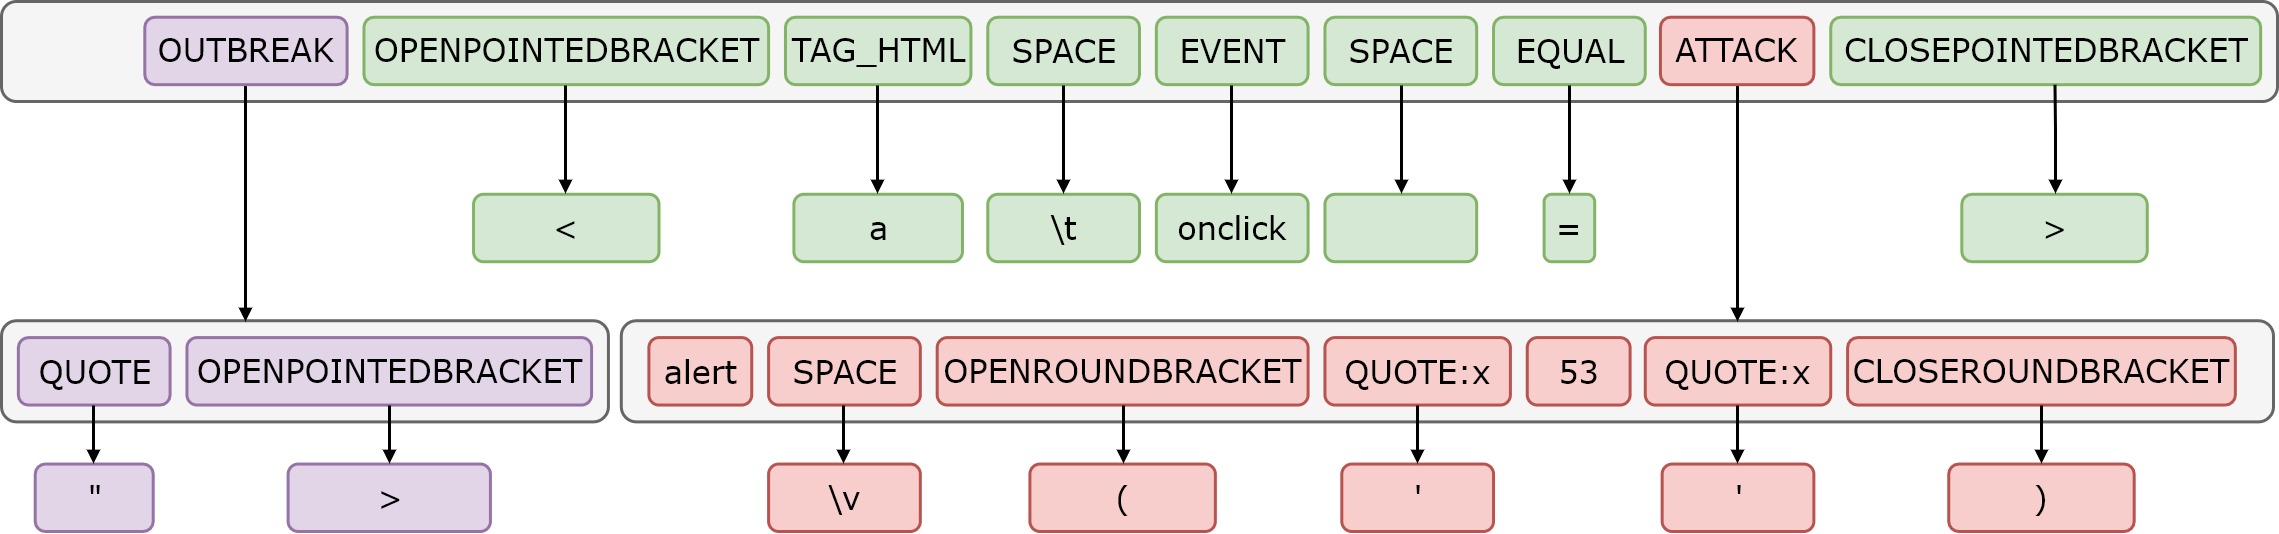 OUTBREAK OPENPOINTEDBRACKET TAG_HTML SPACE EVENT SPACE EQUAL ATTACK CLOSEPOINTEDBRACKET
< a \t onclick = >
QUOTE OPENPOINTEDBRACKET alert SPACE OPENROUNDBRACKET QUOTE:x 53 QUOTE:x CLOSEROUNDBRACKET
" > \v ( ' ' )